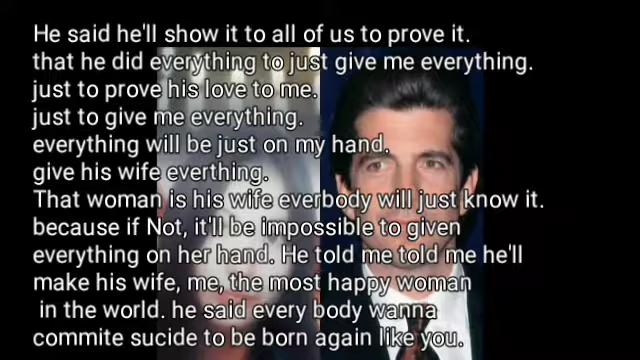 He said he'll show it to all of us to prove it.
that he did everything to just give me everything.
just to prove his love to me.
just to give me everything.
everything will be just on my hand.
give his wife everthing.
That woman is his wife everbody will just know it.
because if Not, it'll be impossible to given
everything on her hand. He told me told me he'll
make his wife, me, the most happy woman
in the world. he said every body wanna
commite sucide to be born again like you.